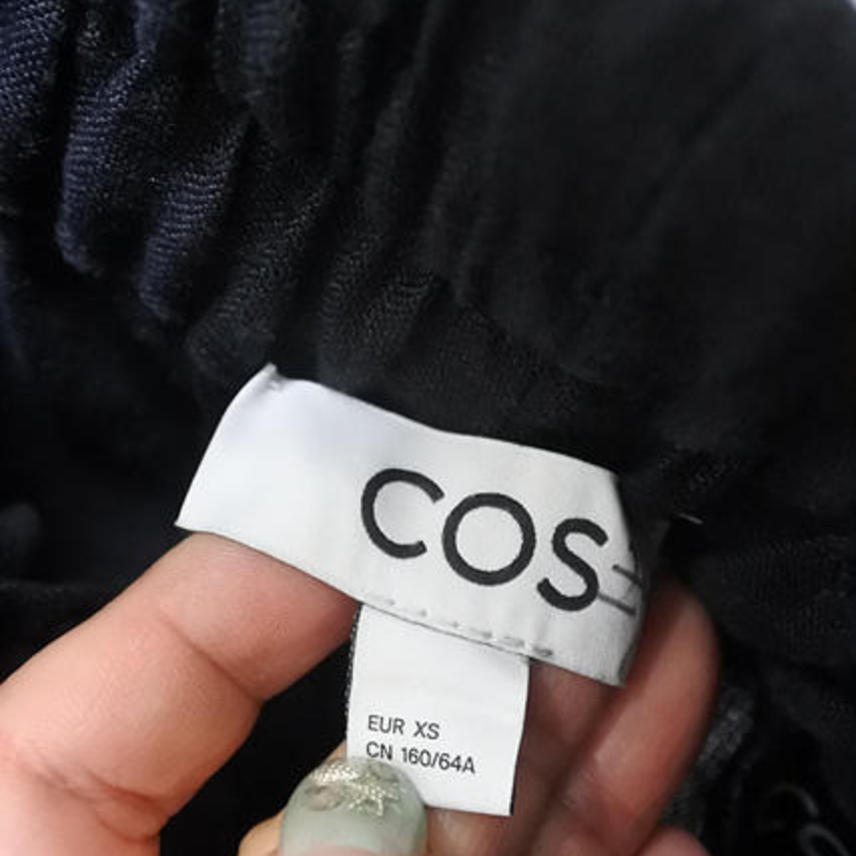 COS
EUR XS
CN 160/64A